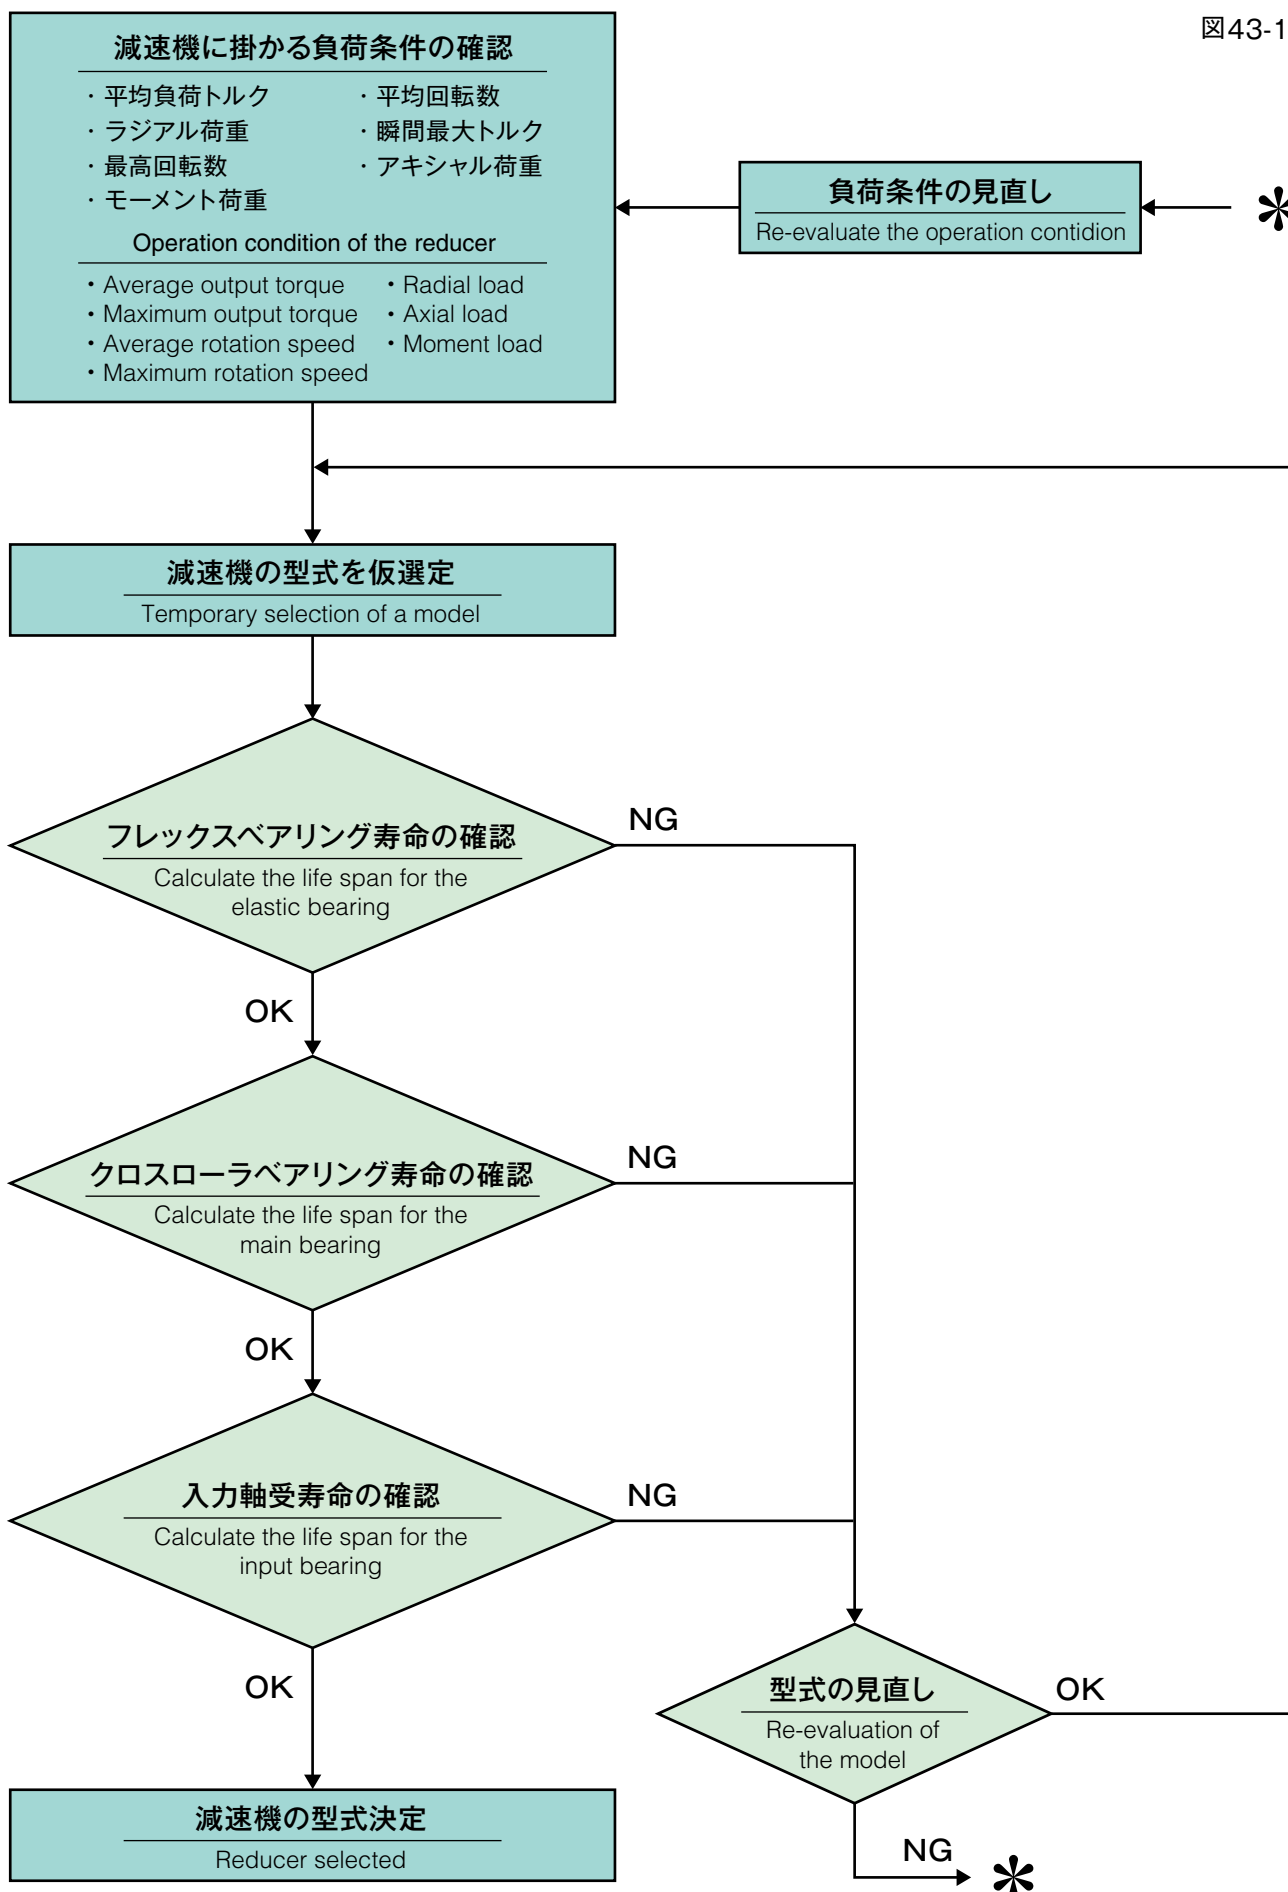 図43-1
減速機に掛かる負荷条件の確認
・平均負荷トルク ・平均回転数
・ラジアル荷重 ・瞬間最大トルク
・最高回転数 ・アキシャル荷重
・モーメント荷重
Operation condition of the reducer
・Average output torque ・Radial load
・Maximum output torque ・Axial load
・Average rotation speed ・Moment load
・Maximum rotation speed
負荷条件の見直し
Re-evaluate the operation contidion
*
減速機の型式を仮選定
Temporary selection of a model
フレックスベアリング寿命の確認
Calculate the life span for the
elastic bearing
NG
OK
クロスローラベアリング寿命の確認
Calculate the life span for the
main bearing
NG
OK
入力軸受寿命の確認
Calculate the life span for the
input bearing
NG
OK
型式の見直し
Re-evaluation of
the model
OK
NG
*
減速機の型式決定
Reducer selected